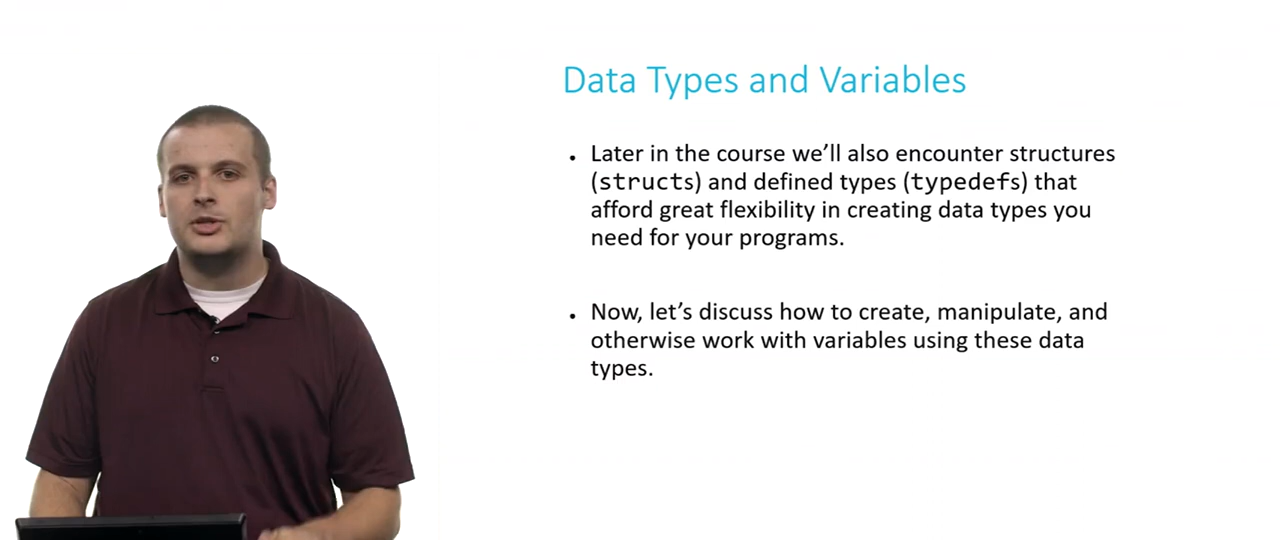 Data Types and Variables
• Later in the course we’ll also encounter structures
(structs) and defined types (typedefs) that
afford great flexibility in creating data types you
need for your programs.
• Now, let’s discuss how to create, manipulate, and
otherwise work with variables using these data
types.